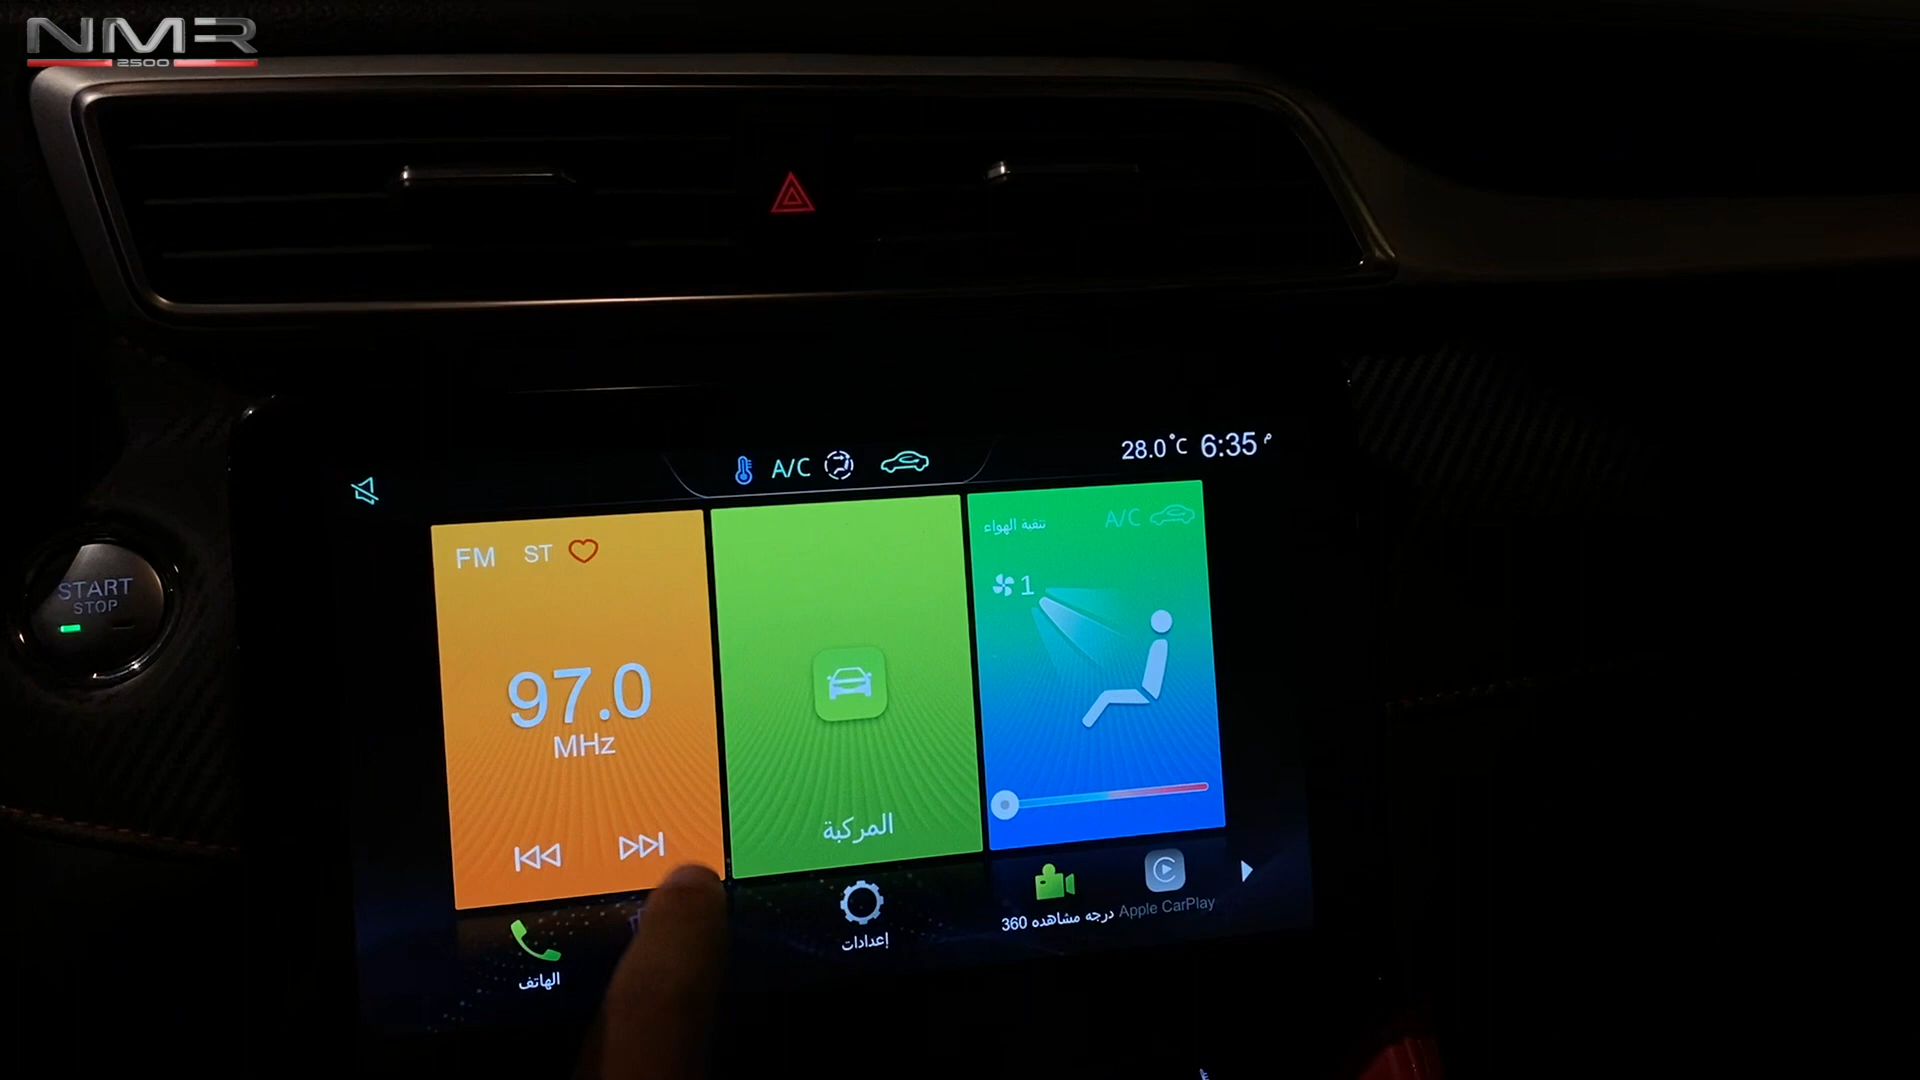 NMR
2500
28.0°C 6:35 م
A/C
START
STOP
FM ST
97.0
MHz
المركبة
تنقية الهواء
A/C
1
الهاتف
إعدادات
درجه مشاهده 360
Apple CarPlay